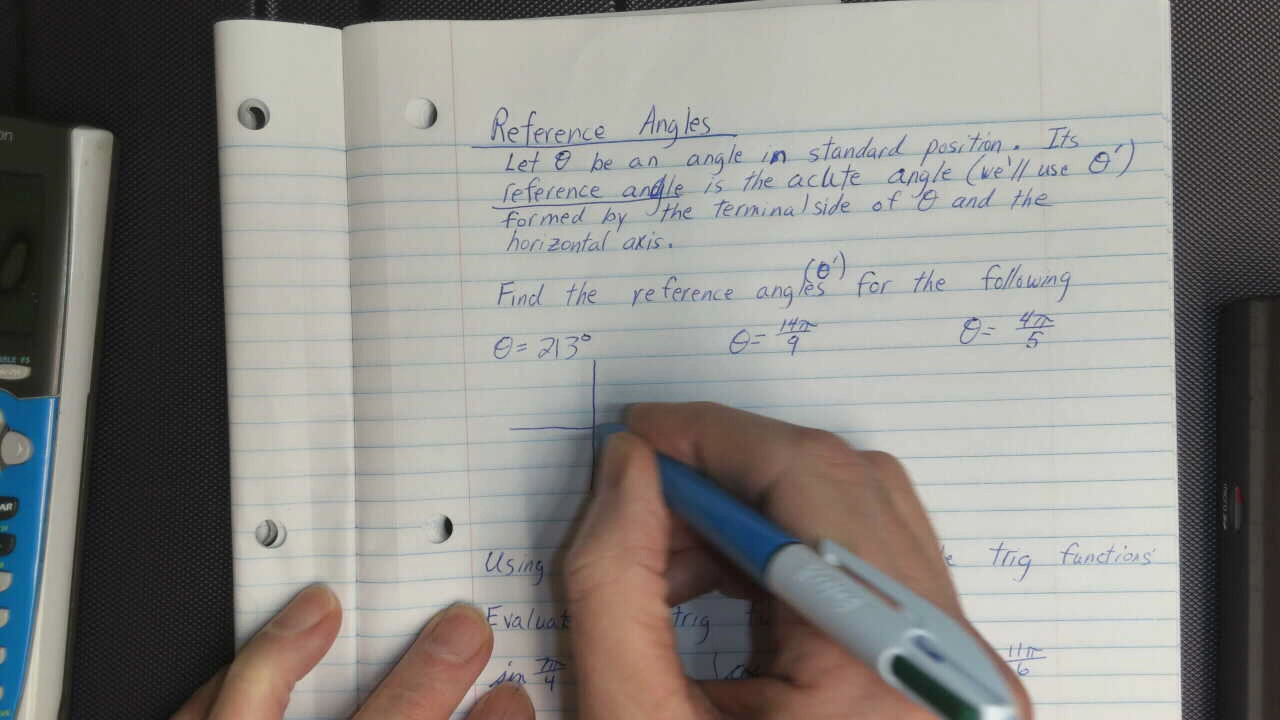 Reference Angles
Let θ be an angle in standard position. Its
reference angle is the acute angle (we'll use θ')
formed by the terminal side of θ and the
horizontal axis.
Find the reference angles (θ') for the following
θ = 213° θ = 14π/9 θ = 4π/5
Using trig functions
Evaluat trig
sin 7π/4 11π/6